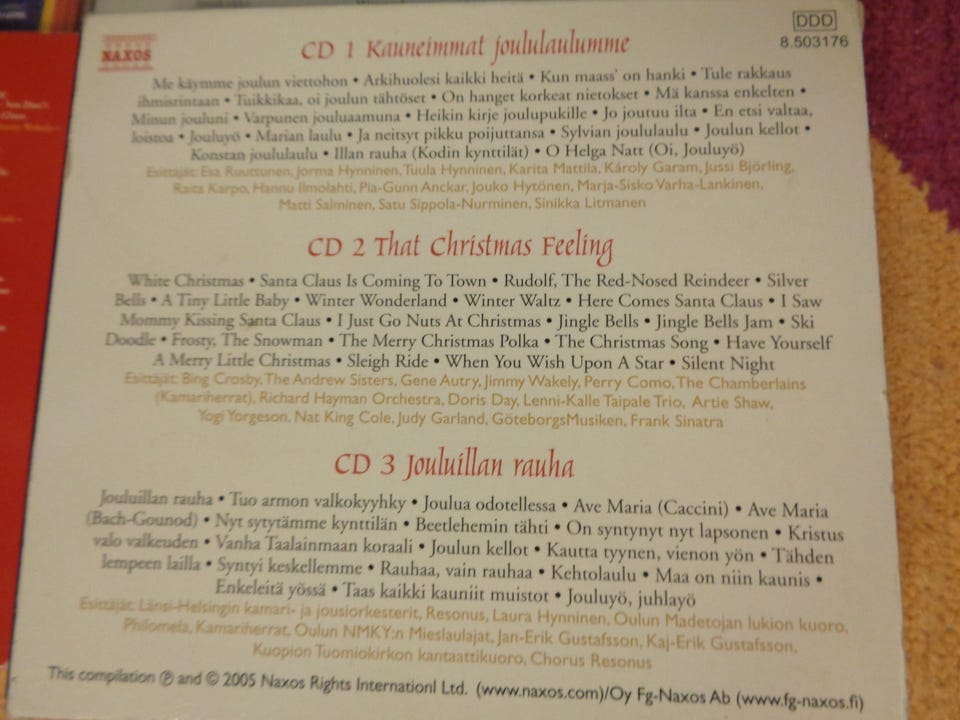 NAXOS
DDD
8.503176
CD 1 Kauneimmat joululaulumme
Me käymme joulun viettohon • Arkihuolesi kaikki heitä • Kun maass' on hanki • Tule rakkaus
ihmisrintaan • Tuikkikaa, oi joulun tähtöset • On hanget korkeat nietokset • Mä kanssa enkelten •
Minun jouluni • Varpunen jouluaamuna • Heikin kirje joulupukille • Jo joutuu ilta • En etsi valtaa,
loistoa • Jouluyö • Marian laulu • Ja neitsyt pikku poijuttansa • Sylvian joululaulu • Joulun kellot •
Konstan joululaulu • Illan rauha (Kodin kynttilät) • O Helga Natt (Oi, Jouluyö)
Esittäjät: Esa Ruuttunen, Jorma Hynninen, Tuula Hynninen, Karita Mattila, Károly Garam, Jussi Björling,
Raita Karpo, Hannu Ilmolahti, Pia-Gunn Anckar, Jouko Hytönen, Marja-Sisko Varha-Lankinen,
Matti Salminen, Satu Sippola-Nurminen, Sinikka Litmanen
CD 2 That Christmas Feeling
White Christmas • Santa Claus Is Coming To Town • Rudolf, The Red-Nosed Reindeer • Silver
Bells • A Tiny Little Baby • Winter Wonderland • Winter Waltz • Here Comes Santa Claus • I Saw
Mommy Kissing Santa Claus • I Just Go Nuts At Christmas • Jingle Bells • Jingle Bells Jam • Ski
Doodle • Frosty, The Snowman • The Merry Christmas Polka • The Christmas Song • Have Yourself
A Merry Little Christmas • Sleigh Ride • When You Wish Upon A Star • Silent Night
Esittäjät: Bing Crosby, The Andrew Sisters, Gene Autry, Jimmy Wakely, Perry Como, The Chamberlains
(Kamariherrat), Richard Hayman Orchestra, Doris Day, Lenni-Kalle Taipale Trio, Artie Shaw,
Yogi Yorgeson, Nat King Cole, Judy Garland, GöteborgsMusiken, Frank Sinatra
CD 3 Jouluillan rauha
Jouluillan rauha • Tuo armon valkokyyhky • Joulua odotellessa • Ave Maria (Caccini) • Ave Maria
(Bach-Gounod) • Nyt sytytämme kynttilän • Beetlehemin tähti • On syntynyt nyt lapsonen • Kristus
valo valkeuden • Vanha Taalainmaan koraali • Joulun kellot • Kautta tyynen, vienon yön • Tähden
lempeen lailla • Syntyi keskellemme • Rauhaa, vain rauhaa • Kehtolaulu • Maa on niin kaunis •
Enkeleitä yössä • Taas kaikki kauniit muistot • Jouluyö, juhlayö
Esittäjät: Länsi-Helsingin kamari- ja jousiorkesterit, Resonus, Laura Hynninen, Oulun Madetojan lukion kuoro,
Philomela, Kamariherrat, Oulun NMKY:n Mieslaulajat, Jan-Erik Gustafsson, Kaj-Erik Gustafsson,
Kuopion Tuomiokirkon kantaattikuoro, Chorus Resonus
This compilation ℗ and © 2005 Naxos Rights Internationl Ltd. (www.naxos.com)/Oy Fg-Naxos Ab (www.fg-naxos.fi)